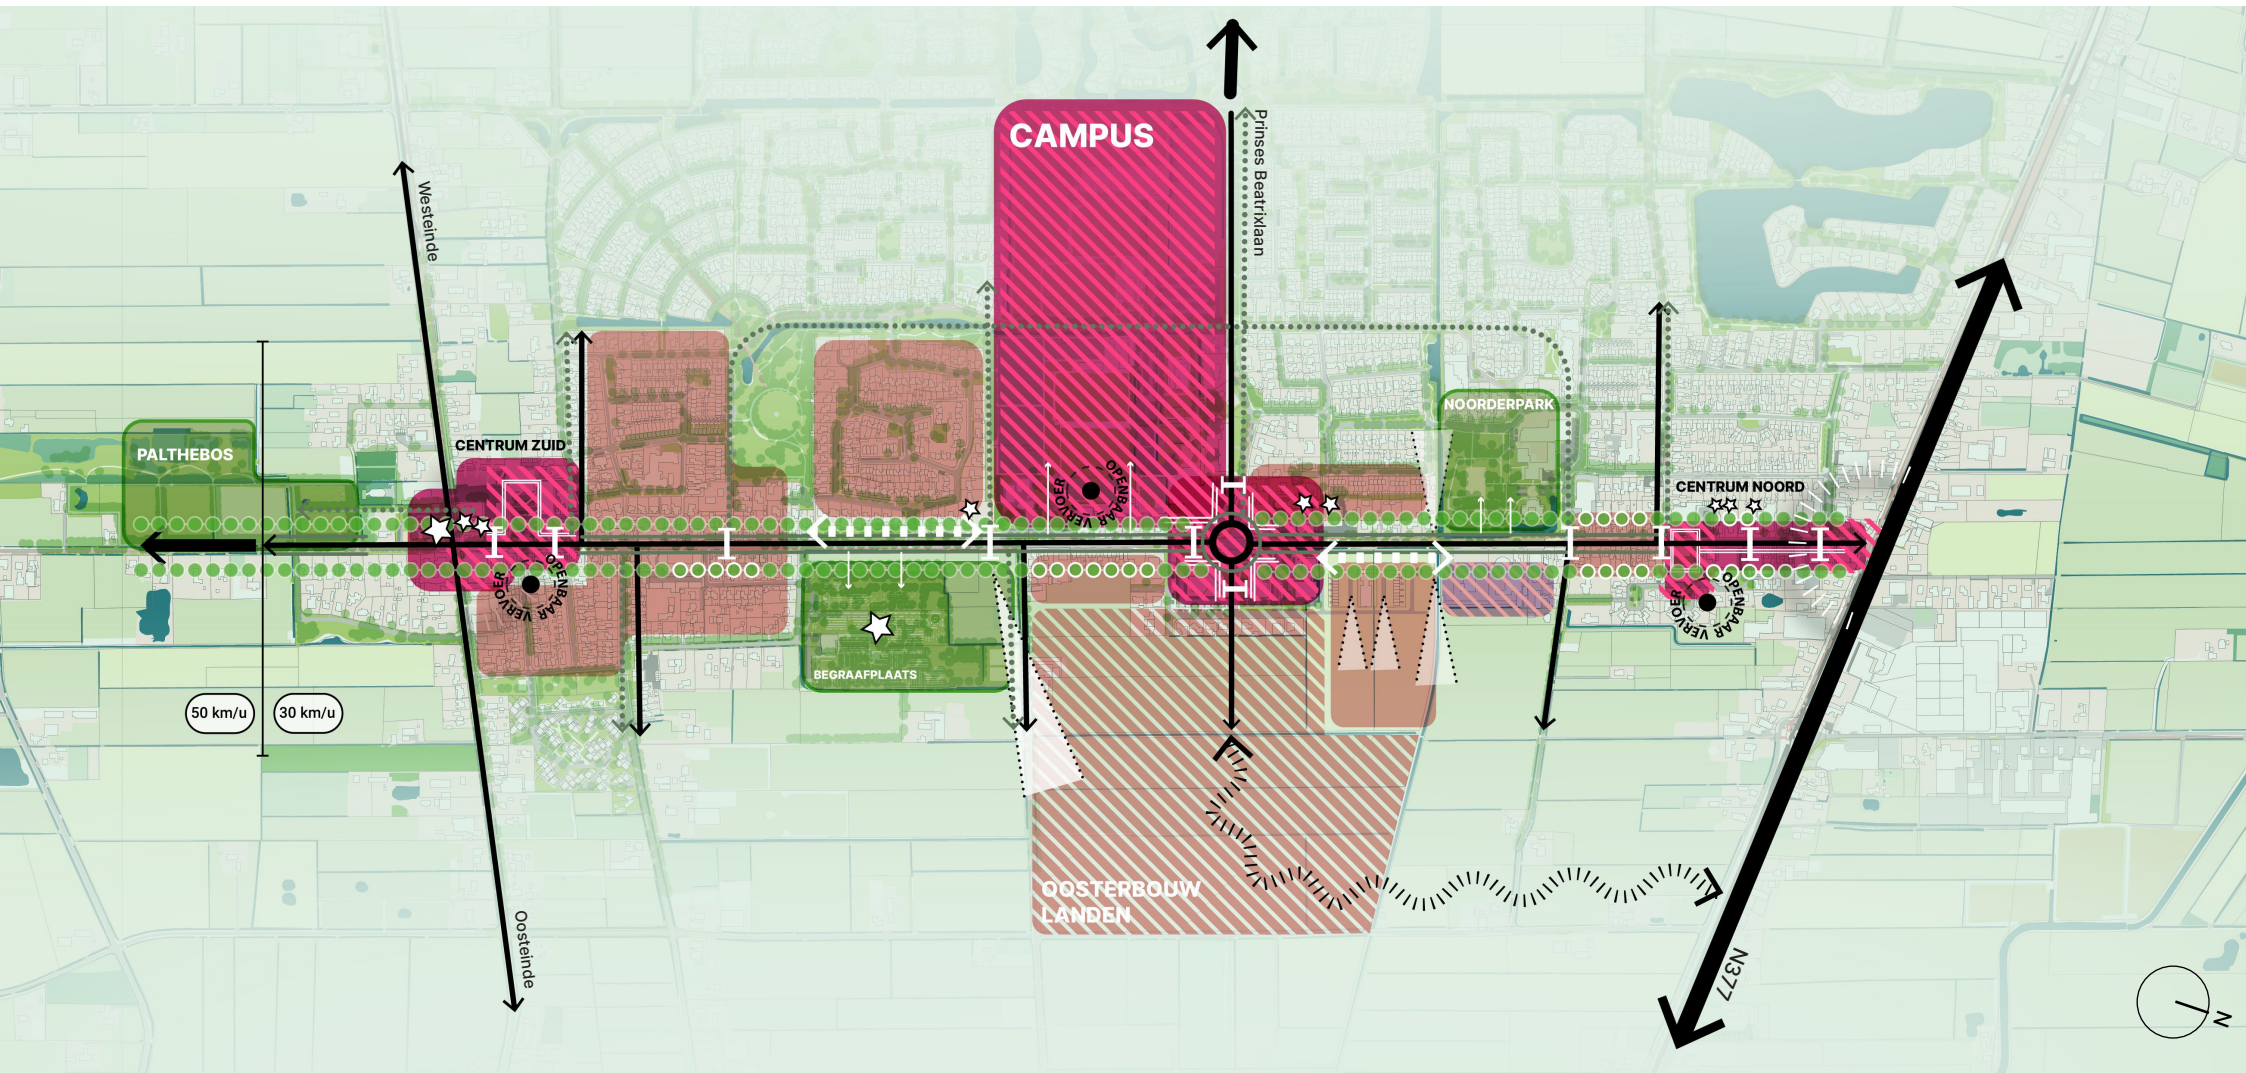 CAMPUS
Prinses Beatrixlaan
Westeinde
NOORDERPARK
CENTRUM ZUID
PALTHEBOS
CENTRUM NOORD
OPENBAAR VERVOER
OPENBAAR VERVOER
OPENBAAR VERVOER
BEGRAAFPLAATS
50 km/u
30 km/u
OOSTERBOUW
LANDEN
Oosteinde
N377
N